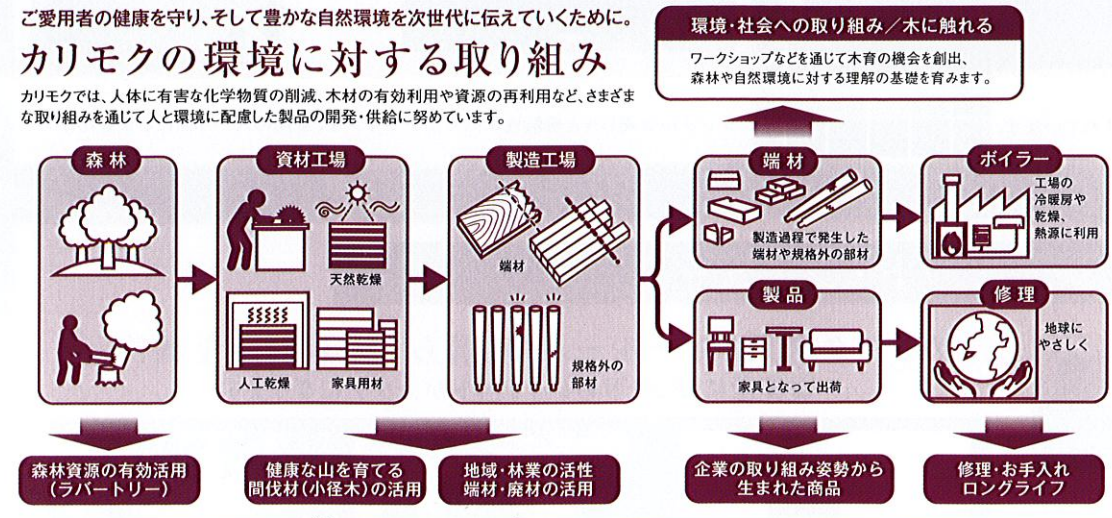 ご愛用者の健康を守り、そして豊かな自然環境を次世代に伝えていくために。
カリモクの環境に対する取り組み
カリモクでは、人体に有害な化学物質の削減、木材の有効利用や資源の再利用など、さまざま
な取り組みを通じて人と環境に配慮した製品の開発・供給に努めています。
環境・社会への取り組み／木に触れる
ワークショップなどを通じて木育の機会を創出、
森林や自然環境に対する理解の基礎を育みます。
森林
資材工場
天然乾燥
人工乾燥
家具用材
製造工場
端材
規格外の
部材
端材
製造過程で発生した
端材や規格外の部材
ボイラー
工場の
冷暖房や
乾燥、
熱源に利用
製品
家具となって出荷
修理
地球に
やさしく
森林資源の有効活用
（ラバートリー）
健康な山を育てる
間伐材（小径木）の活用
地域・林業の活性
端材・廃材の活用
企業の取り組み姿勢から
生まれた商品
修理・お手入れ
ロングライフ